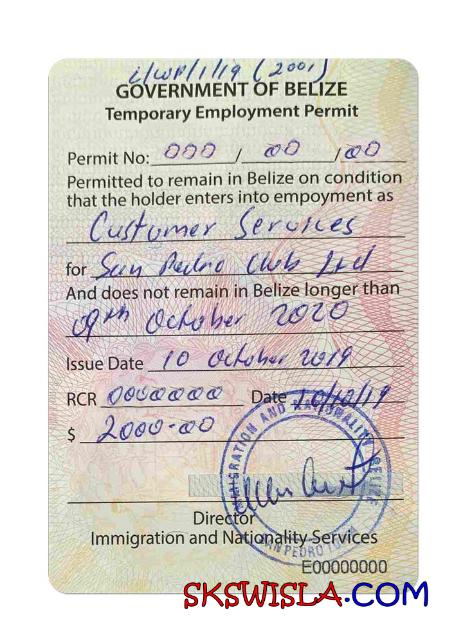 i/WP/1/19 (2001)
GOVERNMENT OF BELIZE
Temporary Employment Permit
Permit No: 000 / 00 / 00
Permitted to remain in Belize on condition
that the holder enters into empoyment as
Customer Services
for San Pedro Club Ltd
And does not remain in Belize longer than
09th October 2020
Issue Date 10 October 2019
RCR 0000000 Date 10/10/19
$ 2000-00
IMMIGRATION AND NATIONALITY BELIZE
SAN PEDRO TOWN
Director
Immigration and Nationality Services
E00000000
SKSWISLA.COM